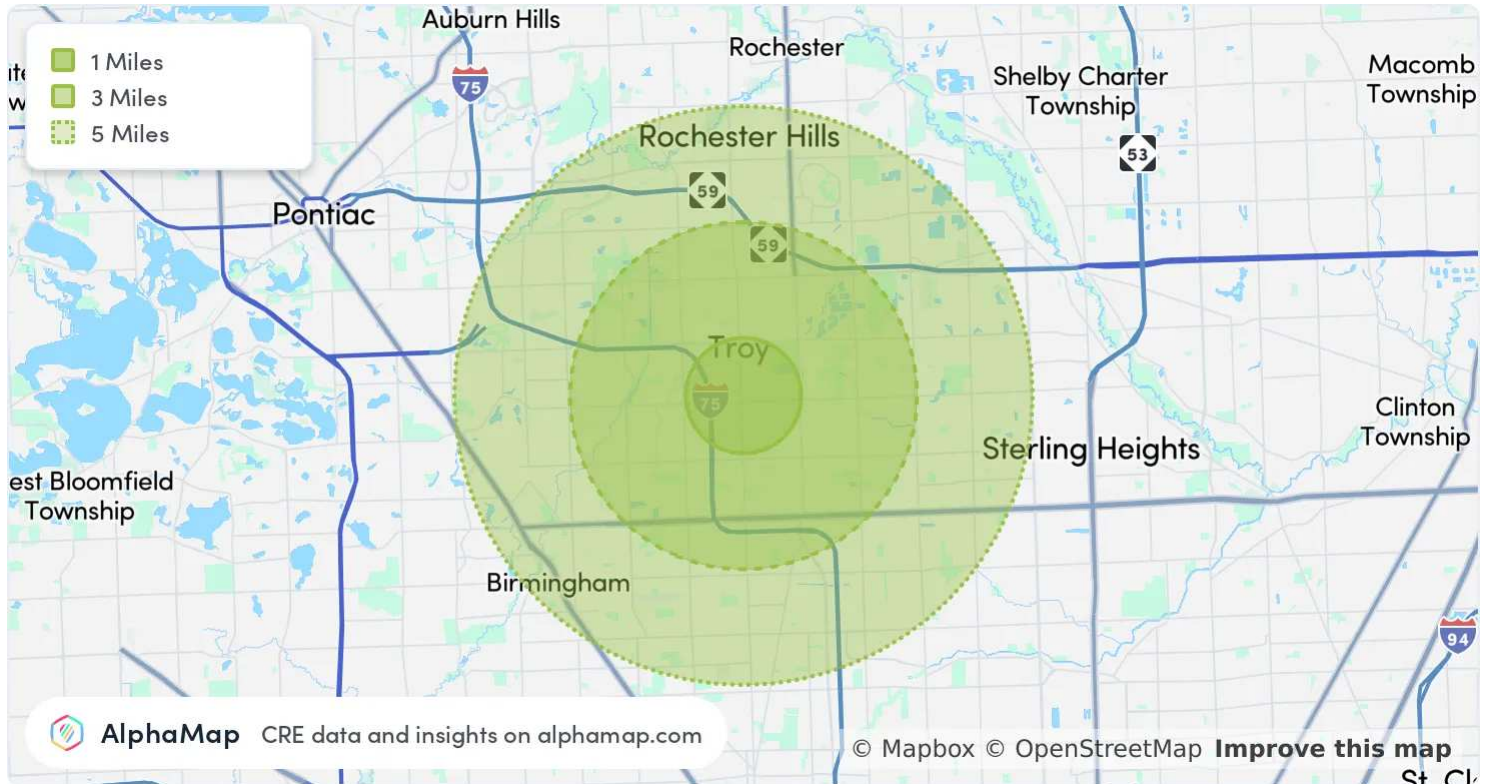 1 Miles
3 Miles
5 Miles
Auburn Hills
75
Rochester
Shelby Charter
Township
Macomb
Township
53
Rochester Hills
59
59
Pontiac
Troy
75
Clinton
Township
Sterling Heights
est Bloomfield
Township
Birmingham
94
AlphaMap CRE data and insights on alphamap.com
© Mapbox © OpenStreetMap Improve this map